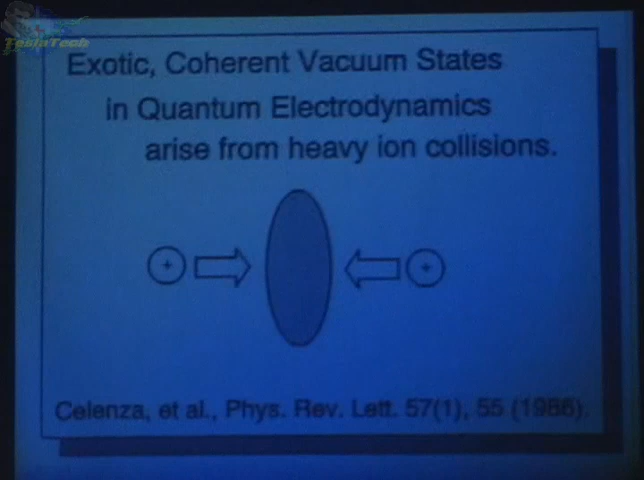 TeslaTech
Exotic, Coherent Vacuum States
in Quantum Electrodynamics
arise from heavy ion collisions.
+ +
Celenza, et al., Phys. Rev. Lett. 57(1), 55 (1986).